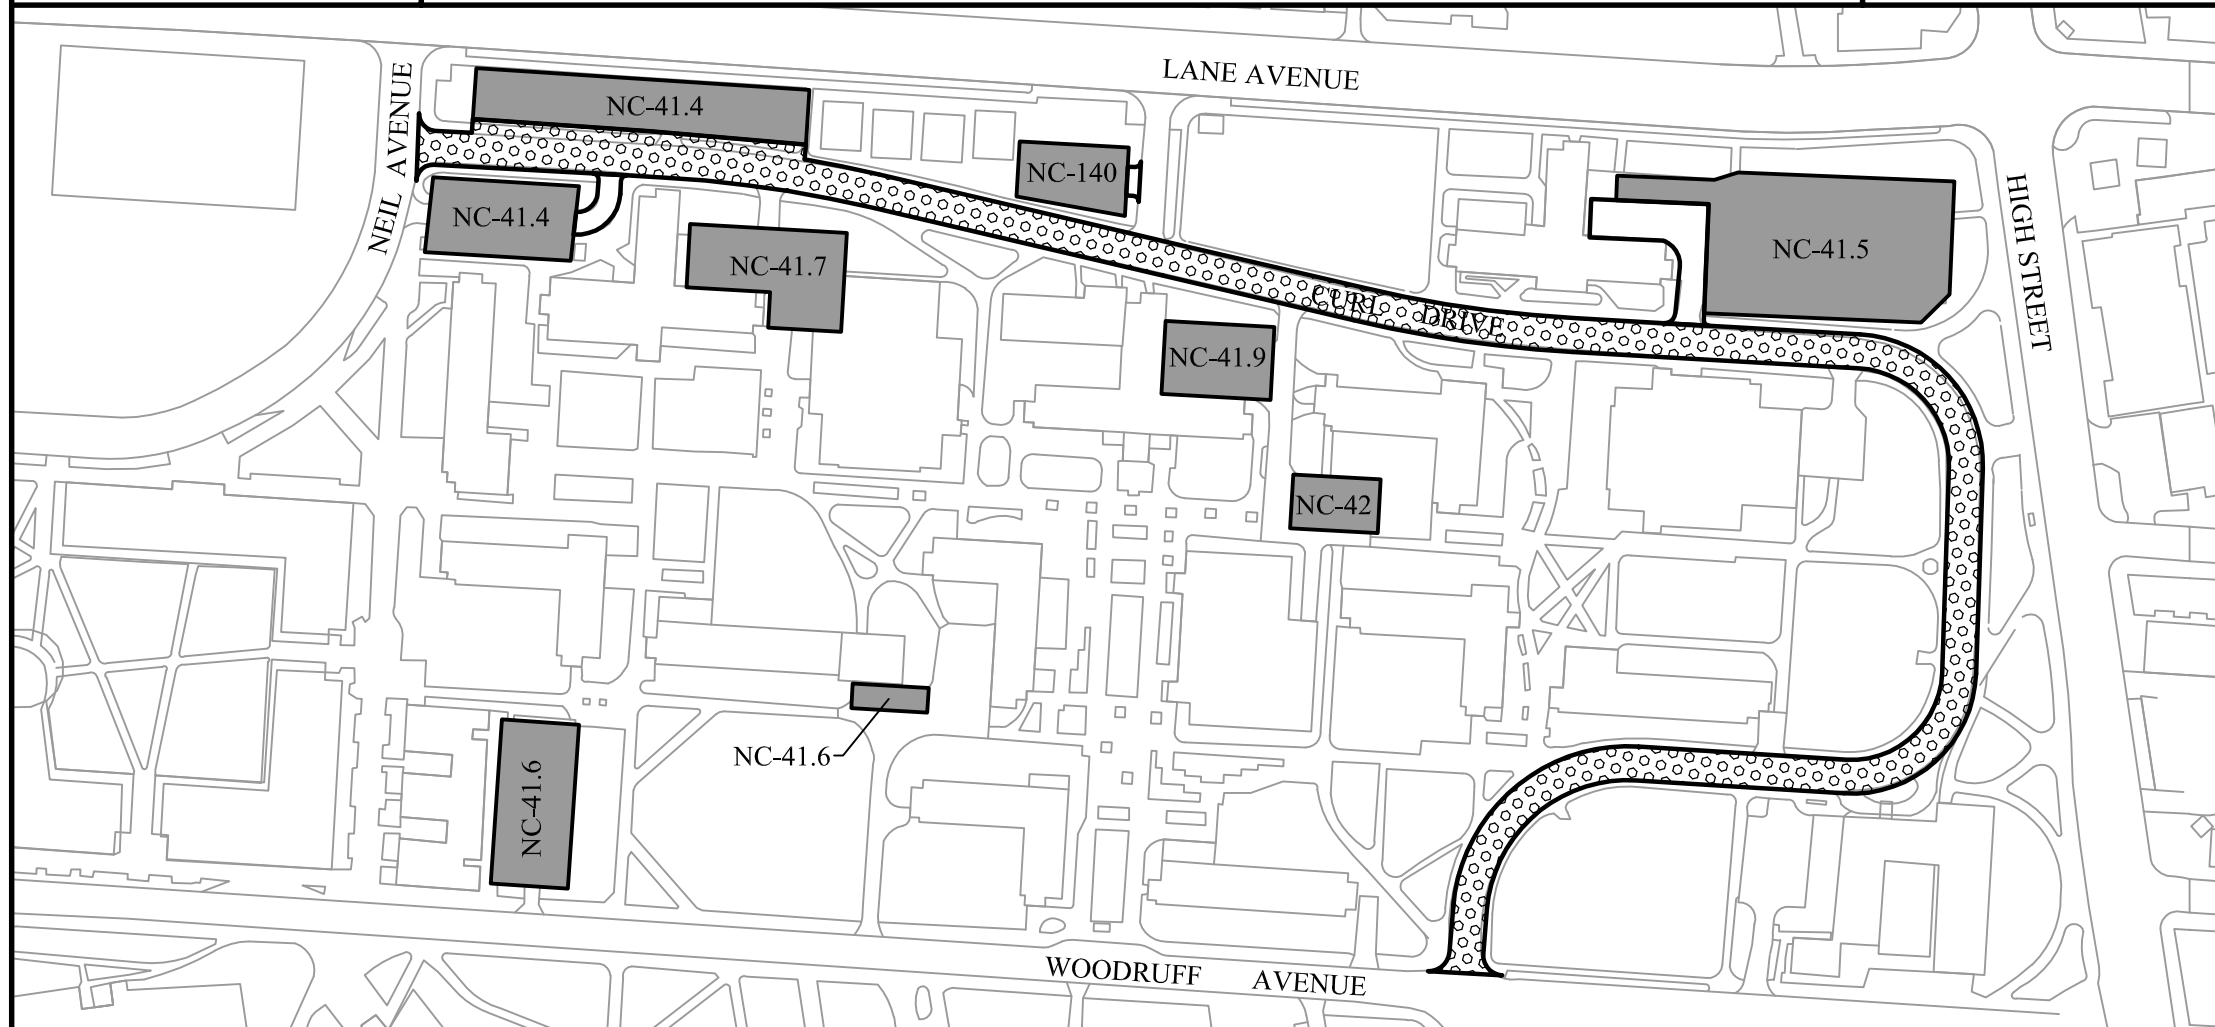 LANE AVENUE
NEIL AVENUE
NC-41.4
NC-140
NC-41.4
HIGH STREET
NC-41.7
NC-41.5
CURL DRIVE
NC-41.9
NC-42
NC-41.6
NC-41.6
WOODRUFF AVENUE